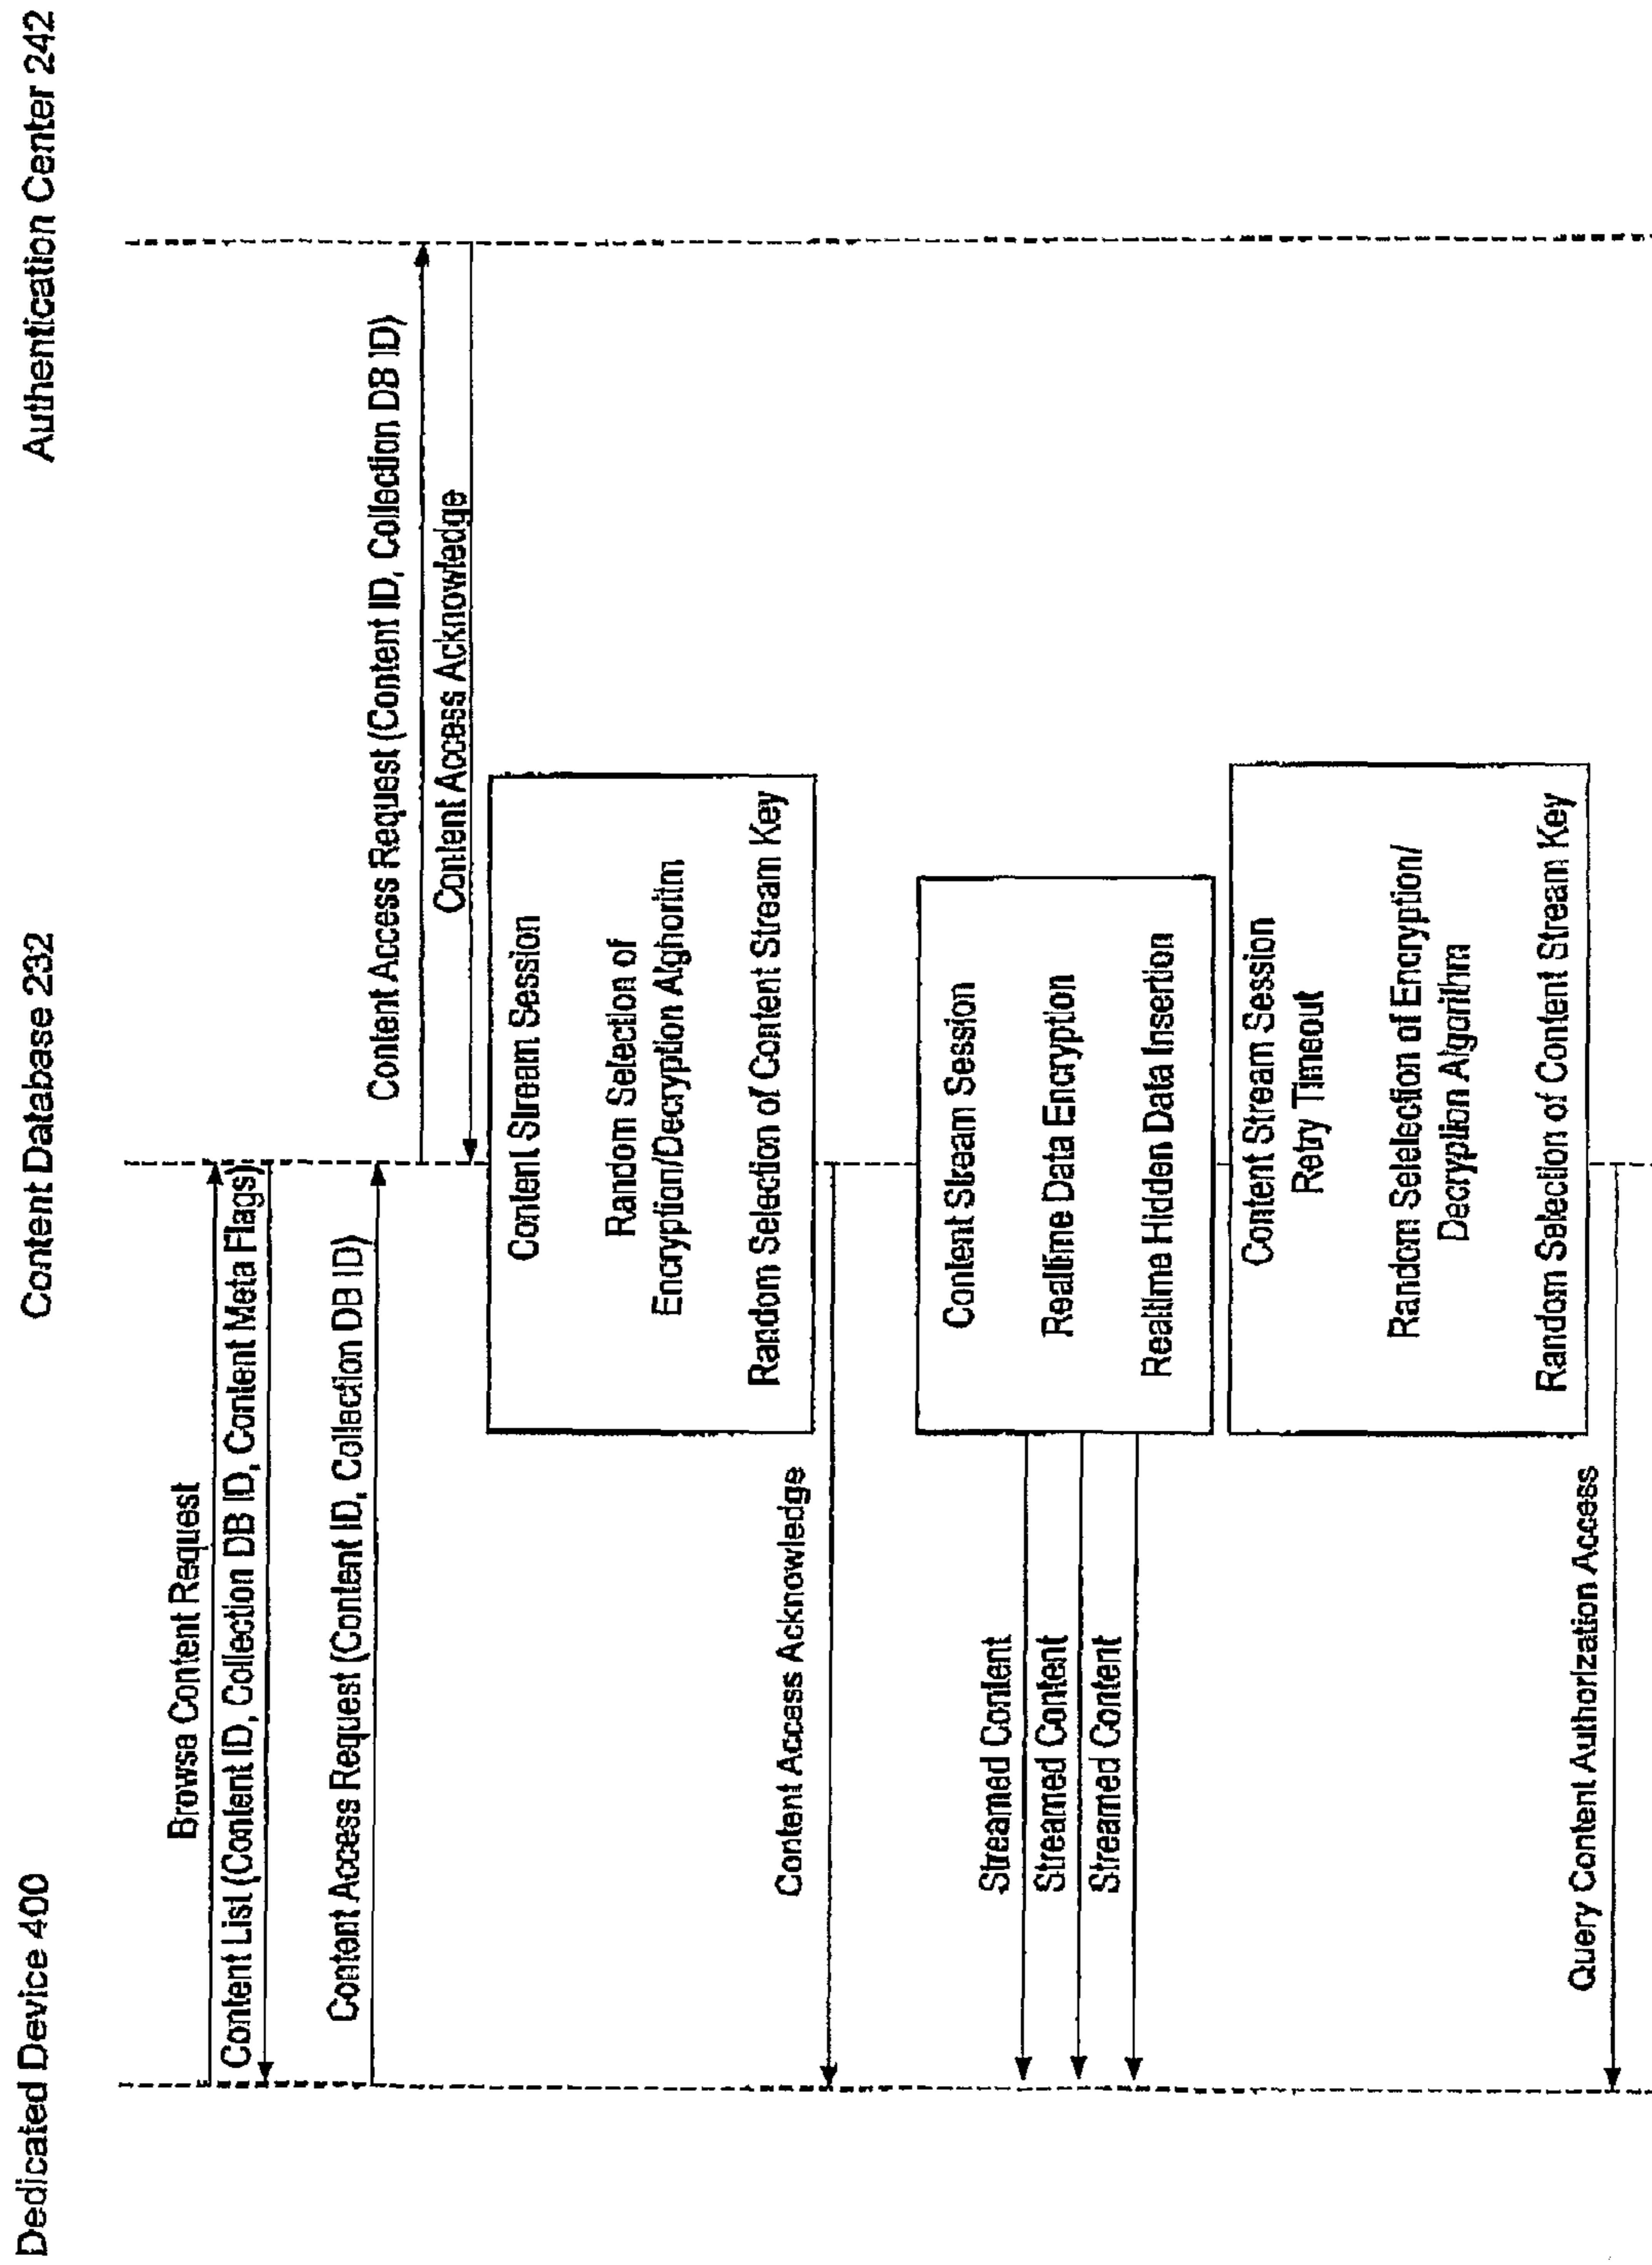 Dedicated Device 400
Content Database 232
Authentication Center 242
Browse Content Request
Content List (Content ID, Collection DB ID, Content Meta Flags)
Content Access Request (Content ID, Collection DB ID)
Content Access Request (Content ID, Collection DB ID)
Content Access Acknowledge
Content Stream Session
Random Selection of
Encryption/Decryption Alghoritm
Random Selection of Content Stream Key
Content Access Acknowledge
Content Stream Session
Realtime Data Encryption
Realtime Hidden Data Insertion
Streamed Content
Streamed Content
Streamed Content
Content Stream Session
Retry Timeout
Random Selelection of Encryption/
Decryption Algorithm
Random Selection of Content Stream Key
Query Content Authorization Access